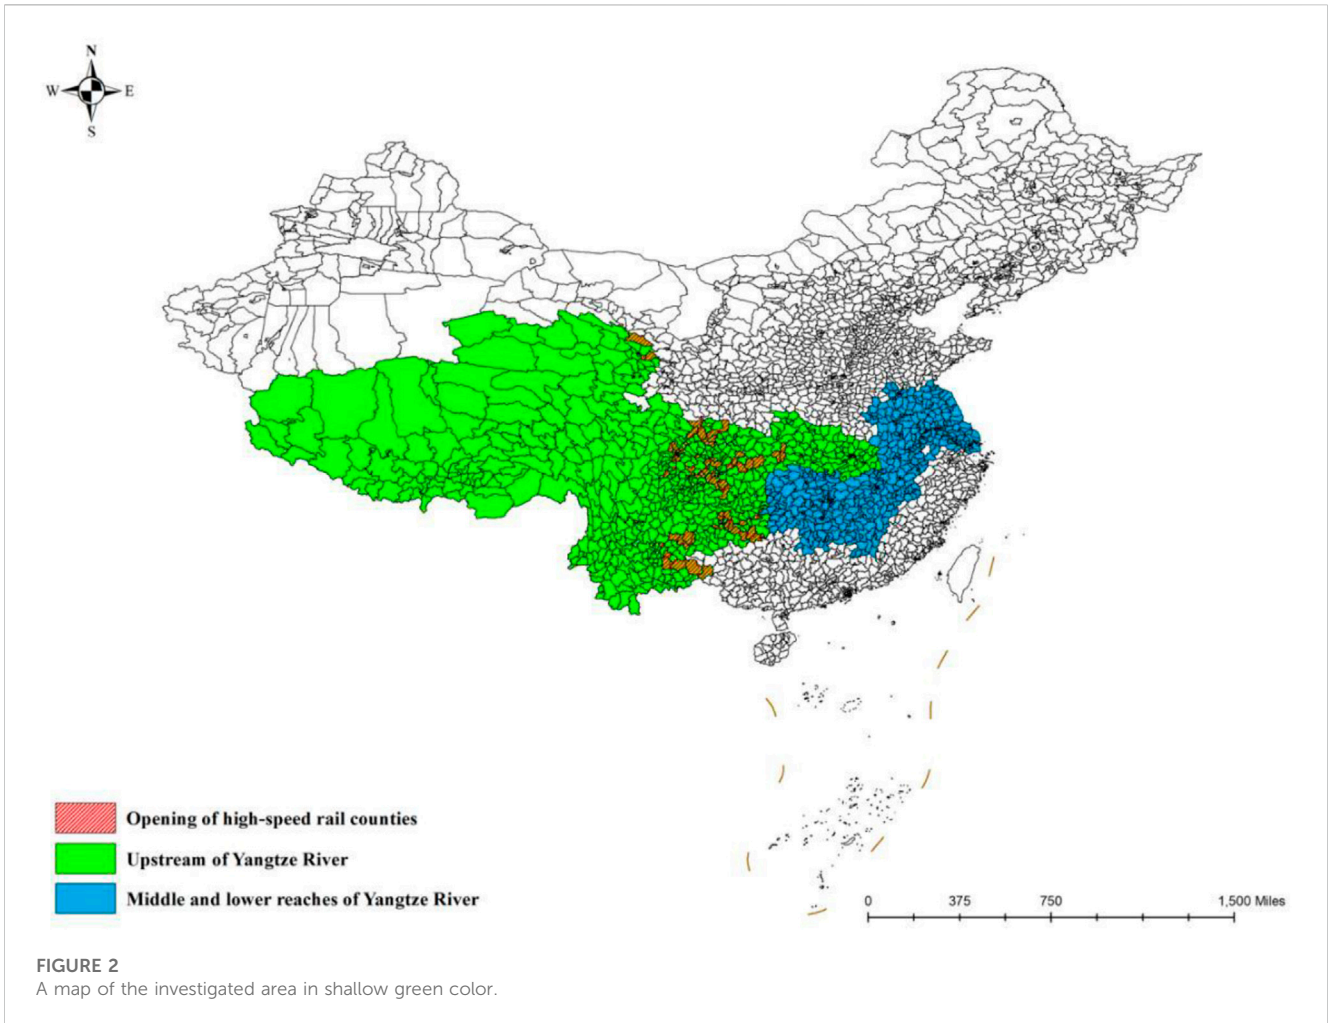 N
W E
S
Opening of high-speed rail counties
Upstream of Yangtze River
Middle and lower reaches of Yangtze River
0 375 750 1,500 Miles
FIGURE 2
A map of the investigated area in shallow green color.